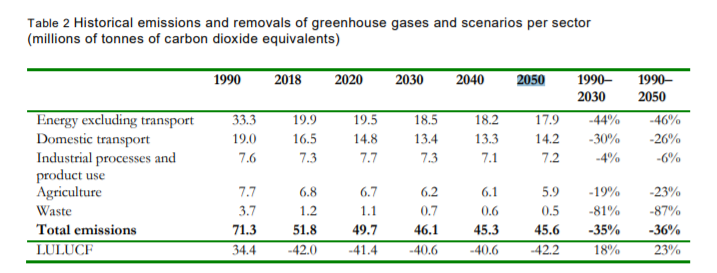 Table 2 Historical emissions and removals of greenhouse gases and scenarios per sector
(millions of tonnes of carbon dioxide equivalents)
1990 2018 2020 2030 2040 2050 1990– 1990–
2030 2050
Energy excluding transport 33.3 19.9 19.5 18.5 18.2 17.9 -44% -46%
Domestic transport 19.0 16.5 14.8 13.4 13.3 14.2 -30% -26%
Industrial processes and 7.6 7.3 7.7 7.3 7.1 7.2 -4% -6%
product use
Agriculture 7.7 6.8 6.7 6.2 6.1 5.9 -19% -23%
Waste 3.7 1.2 1.1 0.7 0.6 0.5 -81% -87%
Total emissions 71.3 51.8 49.7 46.1 45.3 45.6 -35% -36%
LULUCF 34.4 -42.0 -41.4 -40.6 -40.6 -42.2 18% 23%